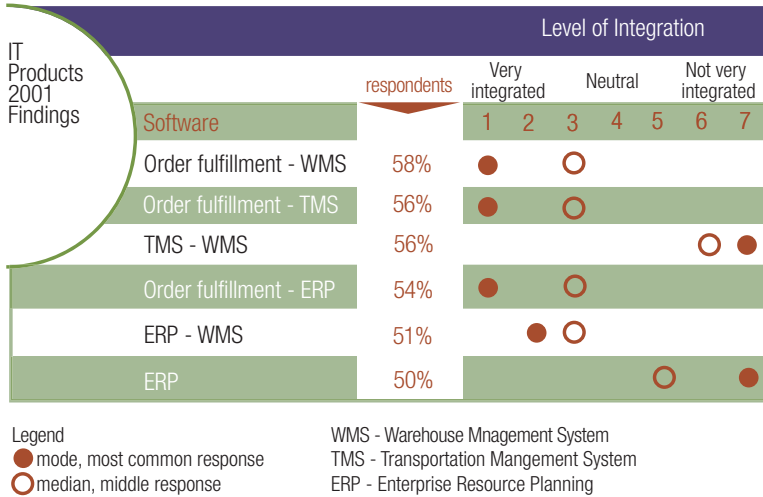 IT
Products
2001
Findings
Level of Integration
respondents
Very
integrated
Neutral
Not very
integrated
Software 1 2 3 4 5 6 7
Order fulfillment - WMS 58%
Order fulfillment - TMS 56%
TMS - WMS 56%
Order fulfillment - ERP 54%
ERP - WMS 51%
ERP 50%
Legend
mode, most common response
median, middle response
WMS - Warehouse Mnagement System
TMS - Transportation Mangement System
ERP - Enterprise Resource Planning